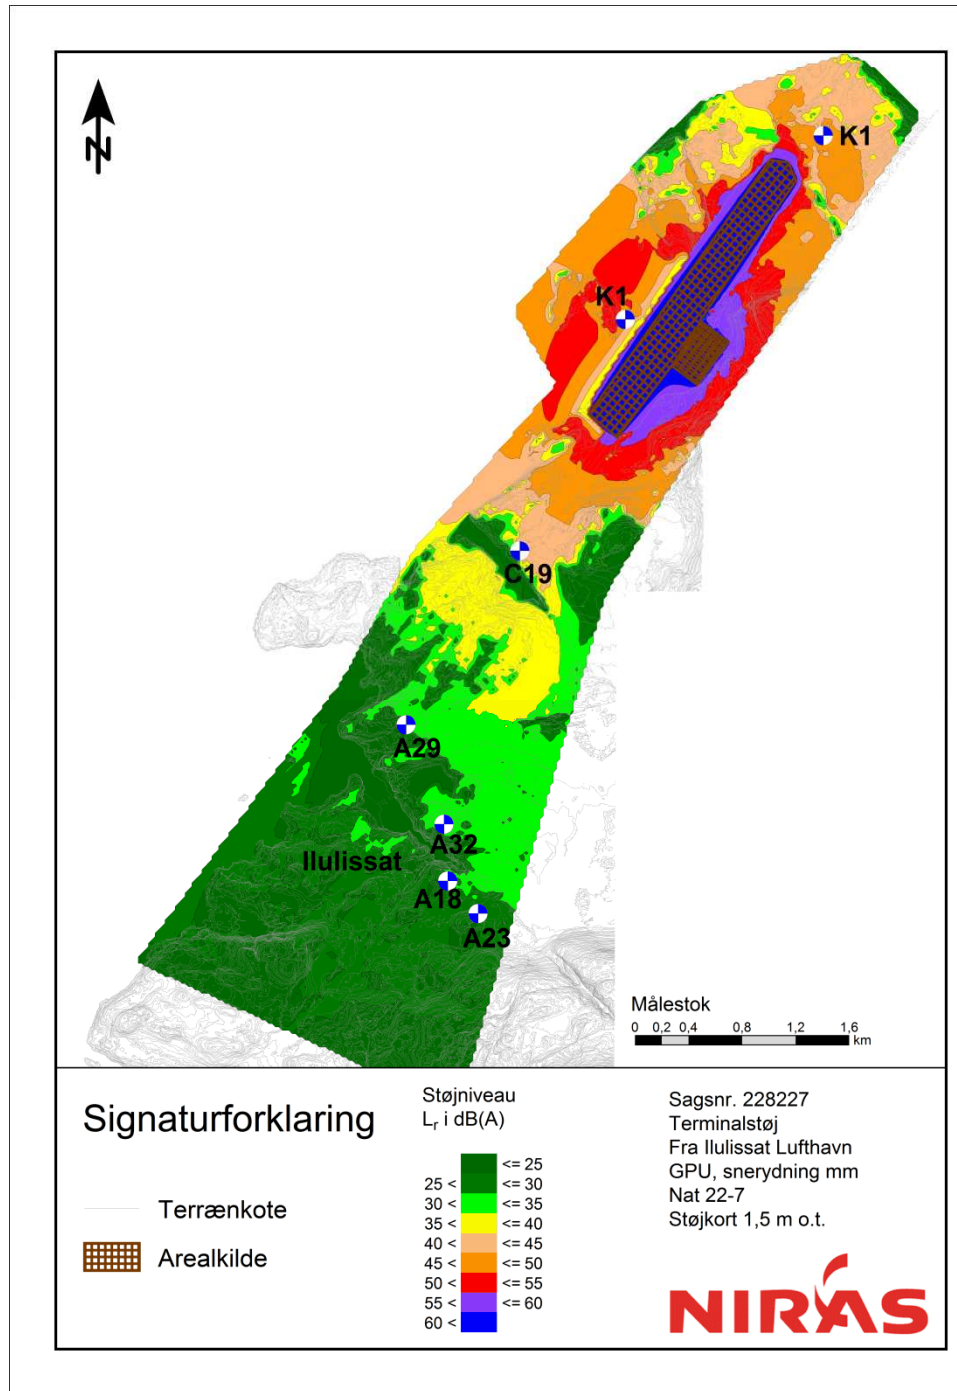 N
K1
K1
C19
A29
A32
Ilulissat
A18
A23
Målestok
0 0,2 0,4 0,8 1,2 1,6
km
Signaturforklaring
Terrænkote
Arealkilde
Støjniveau
Lr i dB(A)
<= 25
25 < <= 30
30 < <= 35
35 < <= 40
40 < <= 45
45 < <= 50
50 < <= 55
55 < <= 60
60 <
Sagsnr. 228227
Terminalstøj
Fra Ilulissat Lufthavn
GPU, snerydning mm
Nat 22-7
Støjkort 1,5 m o.t.
NIRAS